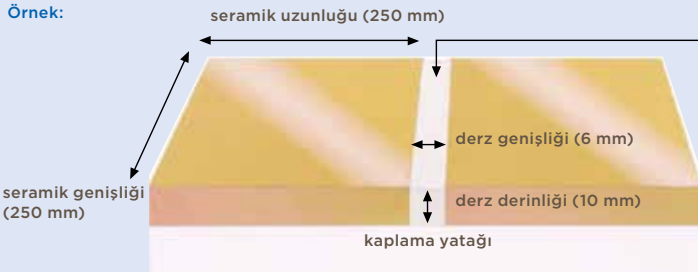 Örnek:
seramik uzunluğu (250 mm)
derz genişliği (6 mm)
seramik genişliği
(250 mm)
derz derinliği (10 mm)
kaplama yatağı